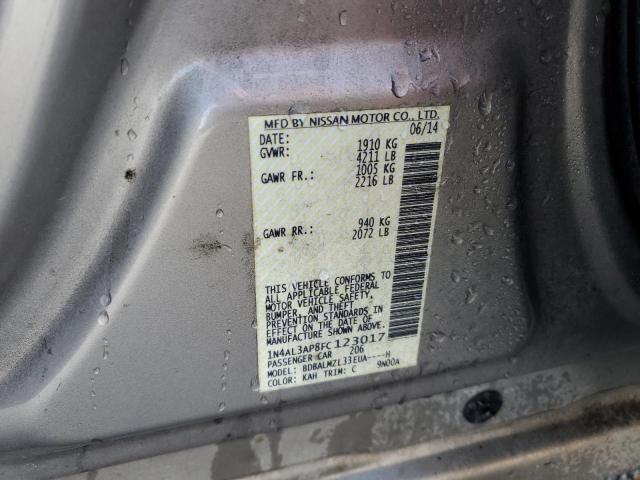 MFD BY NISSAN MOTOR CO., LTD.
DATE: 06/14
GVWR: 1910 KG
4211 LB
GAWR FR.: 1005 KG
2216 LB
GAWR RR.: 940 KG
2072 LB
THIS VEHICLE CONFORMS TO
ALL APPLICABLE FEDERAL
MOTOR VEHICLE SAFETY,
BUMPER, AND THEFT
PREVENTION STANDARDS IN
EFFECT ON THE DATE OF
MANUFACTURE SHOWN ABOVE.
1N4AL3AP8FC123017
PASSENGER CAR 206
MODEL: BDBALMZL33EUA----H
COLOR: KAH TRIM: C 9N00A